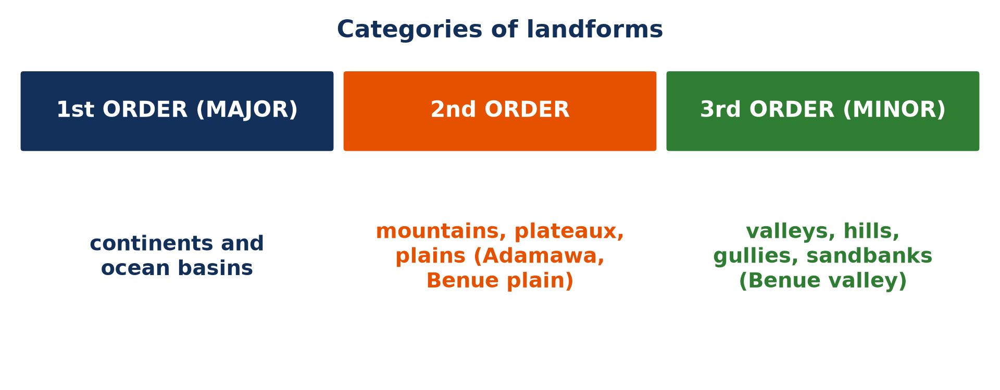 Categories of landforms
1st ORDER (MAJOR)
2nd ORDER
3rd ORDER (MINOR)
continents and
ocean basins
mountains, plateaux,
plains (Adamawa,
Benue plain)
valleys, hills,
gullies, sandbanks
(Benue valley)